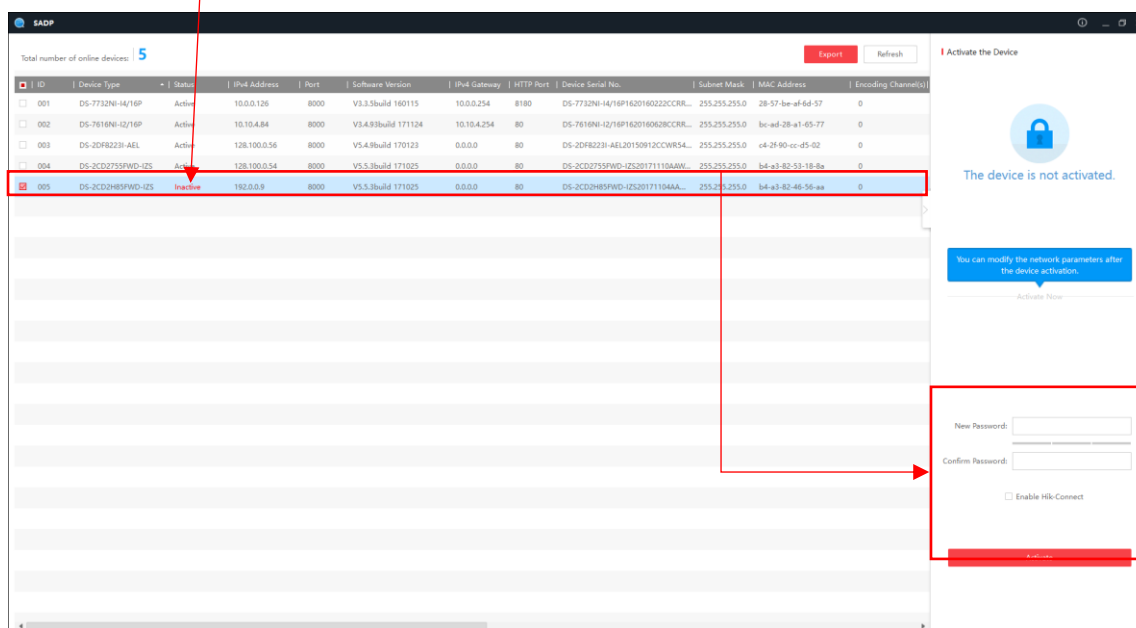 SADP
Total number of online devices: 5
Export
Refresh
ID | Device Type | Status | IPv4 Address | Port | Software Version | IPv4 Gateway | HTTP Port | Device Serial No. | Subnet Mask | MAC Address | Encoding Channel(s)
001 DS-7732NI-I4/16P Active 10.0.0.126 8000 V3.3.5build 160115 10.0.0.254 8180 DS-7732NI-I4/16P1620160222CCRR... 255.255.255.0 28-57-be-af-6d-57 0
002 DS-7616NI-I2/16P Active 10.10.4.84 8000 V3.4.93build 171124 10.10.4.254 80 DS-7616NI-I2/16P1620160628CCRR... 255.255.255.0 bc-ad-28-a1-65-77 0
003 DS-2DF8223I-AEL Active 128.100.0.56 8000 V5.4.9build 170123 0.0.0.0 80 DS-2DF8223I-AEL20150912CCWR54... 255.255.255.0 c4-2f-90-cc-d5-02 0
004 DS-2CD2755FWD-IZS Active 128.100.0.54 8000 V5.5.3build 171025 0.0.0.0 80 DS-2CD2755FWD-IZS20171110AAW... 255.255.255.0 b4-a3-82-53-18-8a 0
005 DS-2CD2H85FWD-IZS Inactive 192.0.0.9 8000 V5.5.3build 171025 0.0.0.0 80 DS-2CD2H85FWD-IZS20171104AA... 255.255.255.0 b4-a3-82-46-56-aa 0
Activate the Device
The device is not activated.
You can modify the network parameters after
the device activation.
Activate Now
New Password:
Confirm Password:
Enable Hik-Connect
Activate